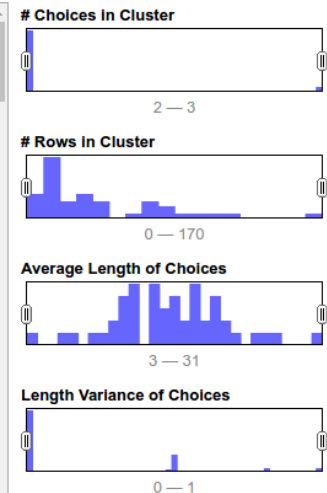 # Choices in Cluster
2 — 3
# Rows in Cluster
0 — 170
Average Length of Choices
3 — 31
Length Variance of Choices
0 — 1